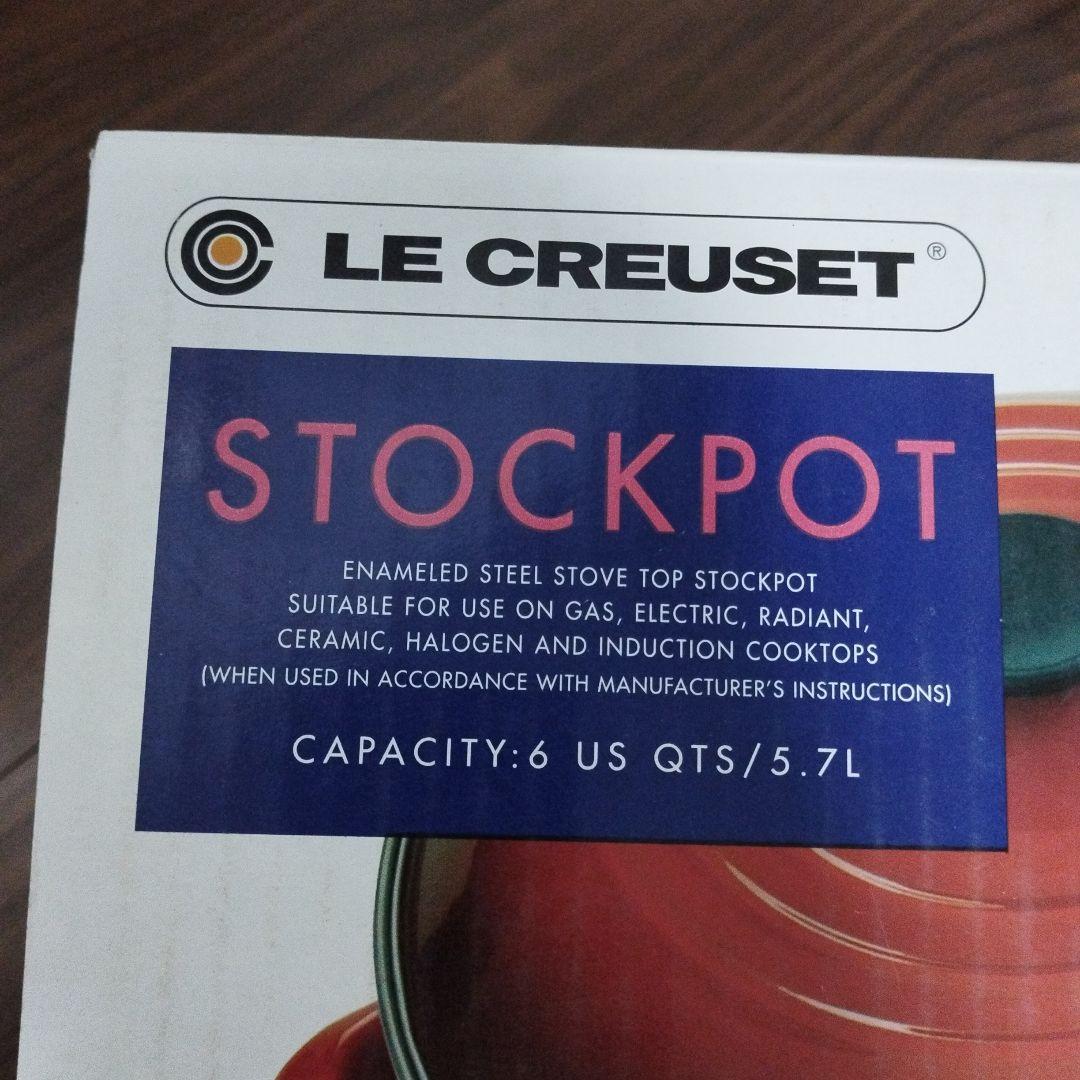 LE CREUSET®
STOCKPOT
ENAMELED STEEL STOVE TOP STOCKPOT
SUITABLE FOR USE ON GAS, ELECTRIC, RADIANT,
CERAMIC, HALOGEN AND INDUCTION COOKTOPS
(WHEN USED IN ACCORDANCE WITH MANUFACTURER'S INSTRUCTIONS)
CAPACITY:6 US QTS/5.7L